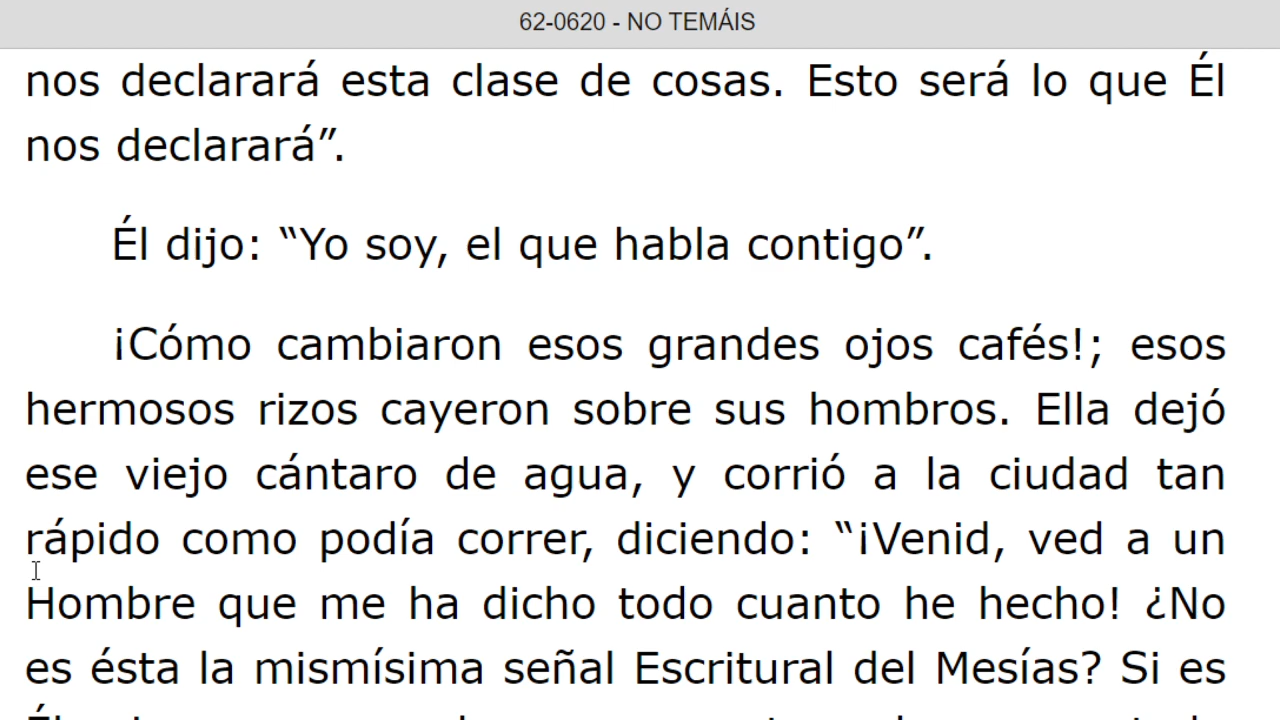 62-0620 - NO TEMÁIS
nos declarará esta clase de cosas. Esto será lo que Él
nos declarará”.
Él dijo: “Yo soy, el que habla contigo”.
¡Cómo cambiaron esos grandes ojos cafés!; esos
hermosos rizos cayeron sobre sus hombros. Ella dejó
ese viejo cántaro de agua, y corrió a la ciudad tan
rápido como podía correr, diciendo: “¡Venid, ved a un
Hombre que me ha dicho todo cuanto he hecho! ¿No
es ésta la mismísima señal Escritural del Mesías? Si es